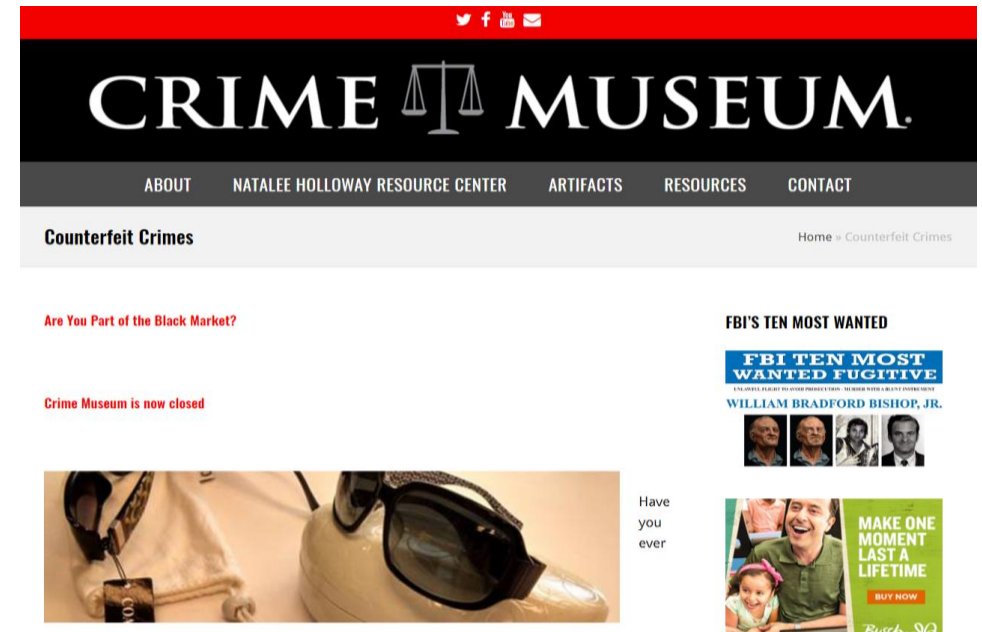 CRIME MUSEUM.
ABOUT NATALEE HOLLOWAY RESOURCE CENTER ARTIFACTS RESOURCES CONTACT
Counterfeit Crimes
Home » Counterfeit Crimes
Are You Part of the Black Market?
Crime Museum is now closed
Have
you
ever
FBI'S TEN MOST WANTED
FBI TEN MOST
WANTED FUGITIVE
UNLAWFUL FLIGHT TO AVOID PROSECUTION - MURDER WITH A BLUNT INSTRUMENT
WILLIAM BRADFORD BISHOP, JR.
MAKE ONE
MOMENT
LAST A
LIFETIME
BUY NOW
Busch